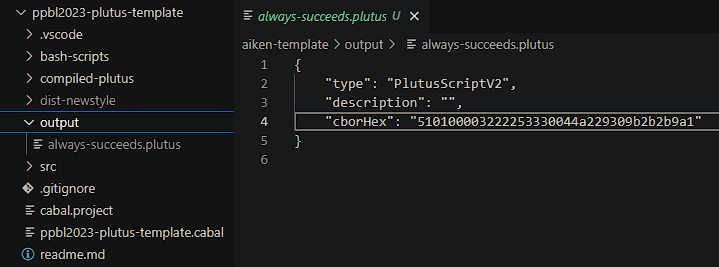 ppbl2023-plutus-template
.vscode
bash-scripts
compiled-plutus
dist-newstyle
output
always-succeeds.plutus
src
.gitignore
cabal.project
ppbl2023-plutus-template.cabal
readme.md
always-succeeds.plutus U
aiken-template > output > always-succeeds.plutus
1 {
2 "type": "PlutusScriptV2",
3 "description": "",
4 "cborHex": "510100003222253330044a229309b2b2b9a1"
5 }
6